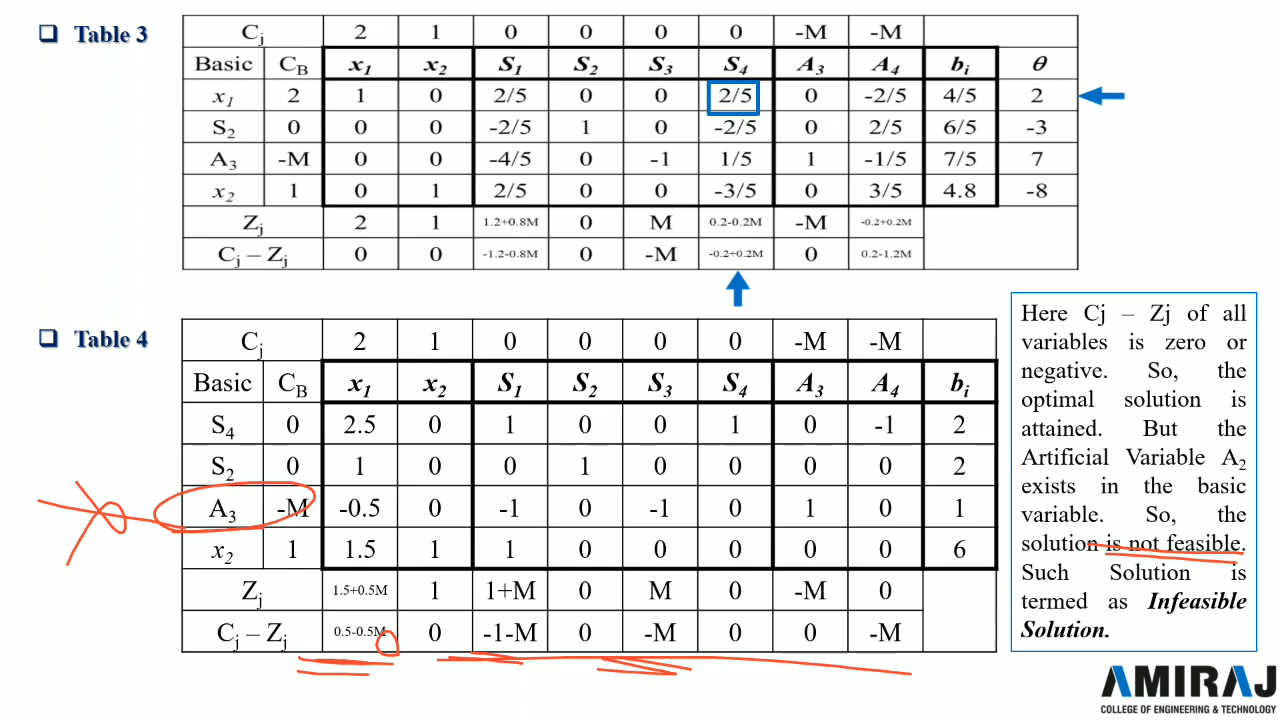 ❑ Table 3
Cj 2 1 0 0 0 0 -M -M
Basic CB x1 x2 S1 S2 S3 S4 A3 A4 bi θ
x1 2 1 0 2/5 0 0 2/5 0 -2/5 4/5 2
S2 0 0 0 -2/5 1 0 -2/5 0 2/5 6/5 -3
A3 -M 0 0 -4/5 0 -1 1/5 1 -1/5 7/5 7
x2 1 0 1 2/5 0 0 -3/5 0 3/5 4.8 -8
Zj 2 1 1.2+0.8M 0 M 0.2-0.2M -M -0.2+0.2M
Cj – Zj 0 0 -1.2-0.8M 0 -M -0.2+0.2M 0 0.2-1.2M
❑ Table 4
Cj 2 1 0 0 0 0 -M -M
Basic CB x1 x2 S1 S2 S3 S4 A3 A4 bi
S4 0 2.5 0 1 0 0 1 0 -1 2
S2 0 1 0 0 1 0 0 0 0 2
A3 -M -0.5 0 -1 0 -1 0 1 0 1
x2 1 1.5 1 1 0 0 0 0 0 6
Zj 1.5+0.5M 1 1+M 0 M 0 -M 0
Cj – Zj 0.5-0.5M 0 -1-M 0 -M 0 0 -M
Here Cj – Zj of all
variables is zero or
negative. So, the
optimal solution is
attained. But the
Artificial Variable A2
exists in the basic
variable. So, the
solution is not feasible.
Such Solution is
termed as Infeasible
Solution.
AMIRAJ
COLLEGE OF ENGINEERING & TECHNOLOGY